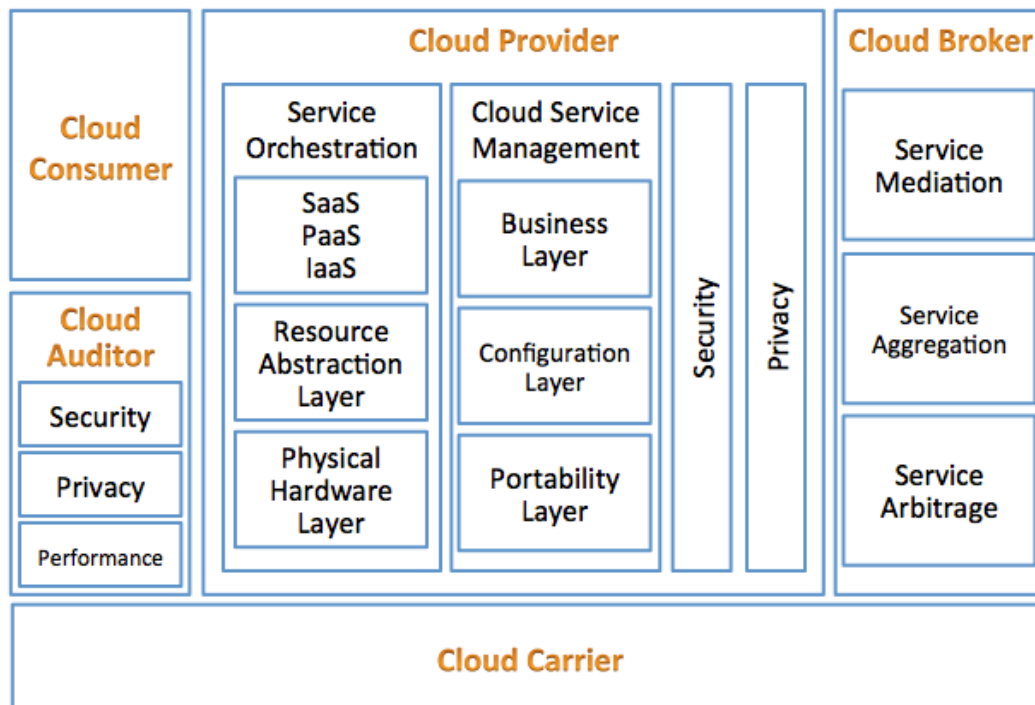 Cloud
Consumer
Cloud
Auditor
Security
Privacy
Performance
Cloud Provider
Service
Orchestration
SaaS
PaaS
IaaS
Resource
Abstraction
Layer
Physical
Hardware
Layer
Cloud Service
Management
Business
Layer
Configuration
Layer
Portability
Layer
Security
Privacy
Cloud Broker
Service
Mediation
Service
Aggregation
Service
Arbitrage
Cloud Carrier